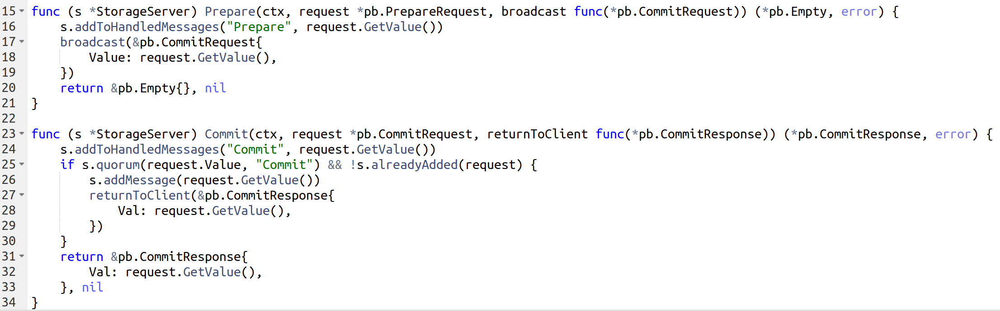 15 func (s *StorageServer) Prepare(ctx, request *pb.PrepareRequest, broadcast func(*pb.CommitRequest)) (*pb.Empty, error) {
16     s.addToHandledMessages("Prepare", request.GetValue())
17     broadcast(&pb.CommitRequest{
18         Value: request.GetValue(),
19     })
20     return &pb.Empty{}, nil
21 }
22
23 func (s *StorageServer) Commit(ctx, request *pb.CommitRequest, returnToClient func(*pb.CommitResponse)) (*pb.CommitResponse, error) {
24     s.addToHandledMessages("Commit", request.GetValue())
25     if s.quorum(request.Value, "Commit") && !s.alreadyAdded(request) {
26         s.addMessage(request.GetValue())
27         returnToClient(&pb.CommitResponse{
28             Val: request.GetValue(),
29         })
30     }
31     return &pb.CommitResponse{
32         Val: request.GetValue(),
33     }, nil
34 }